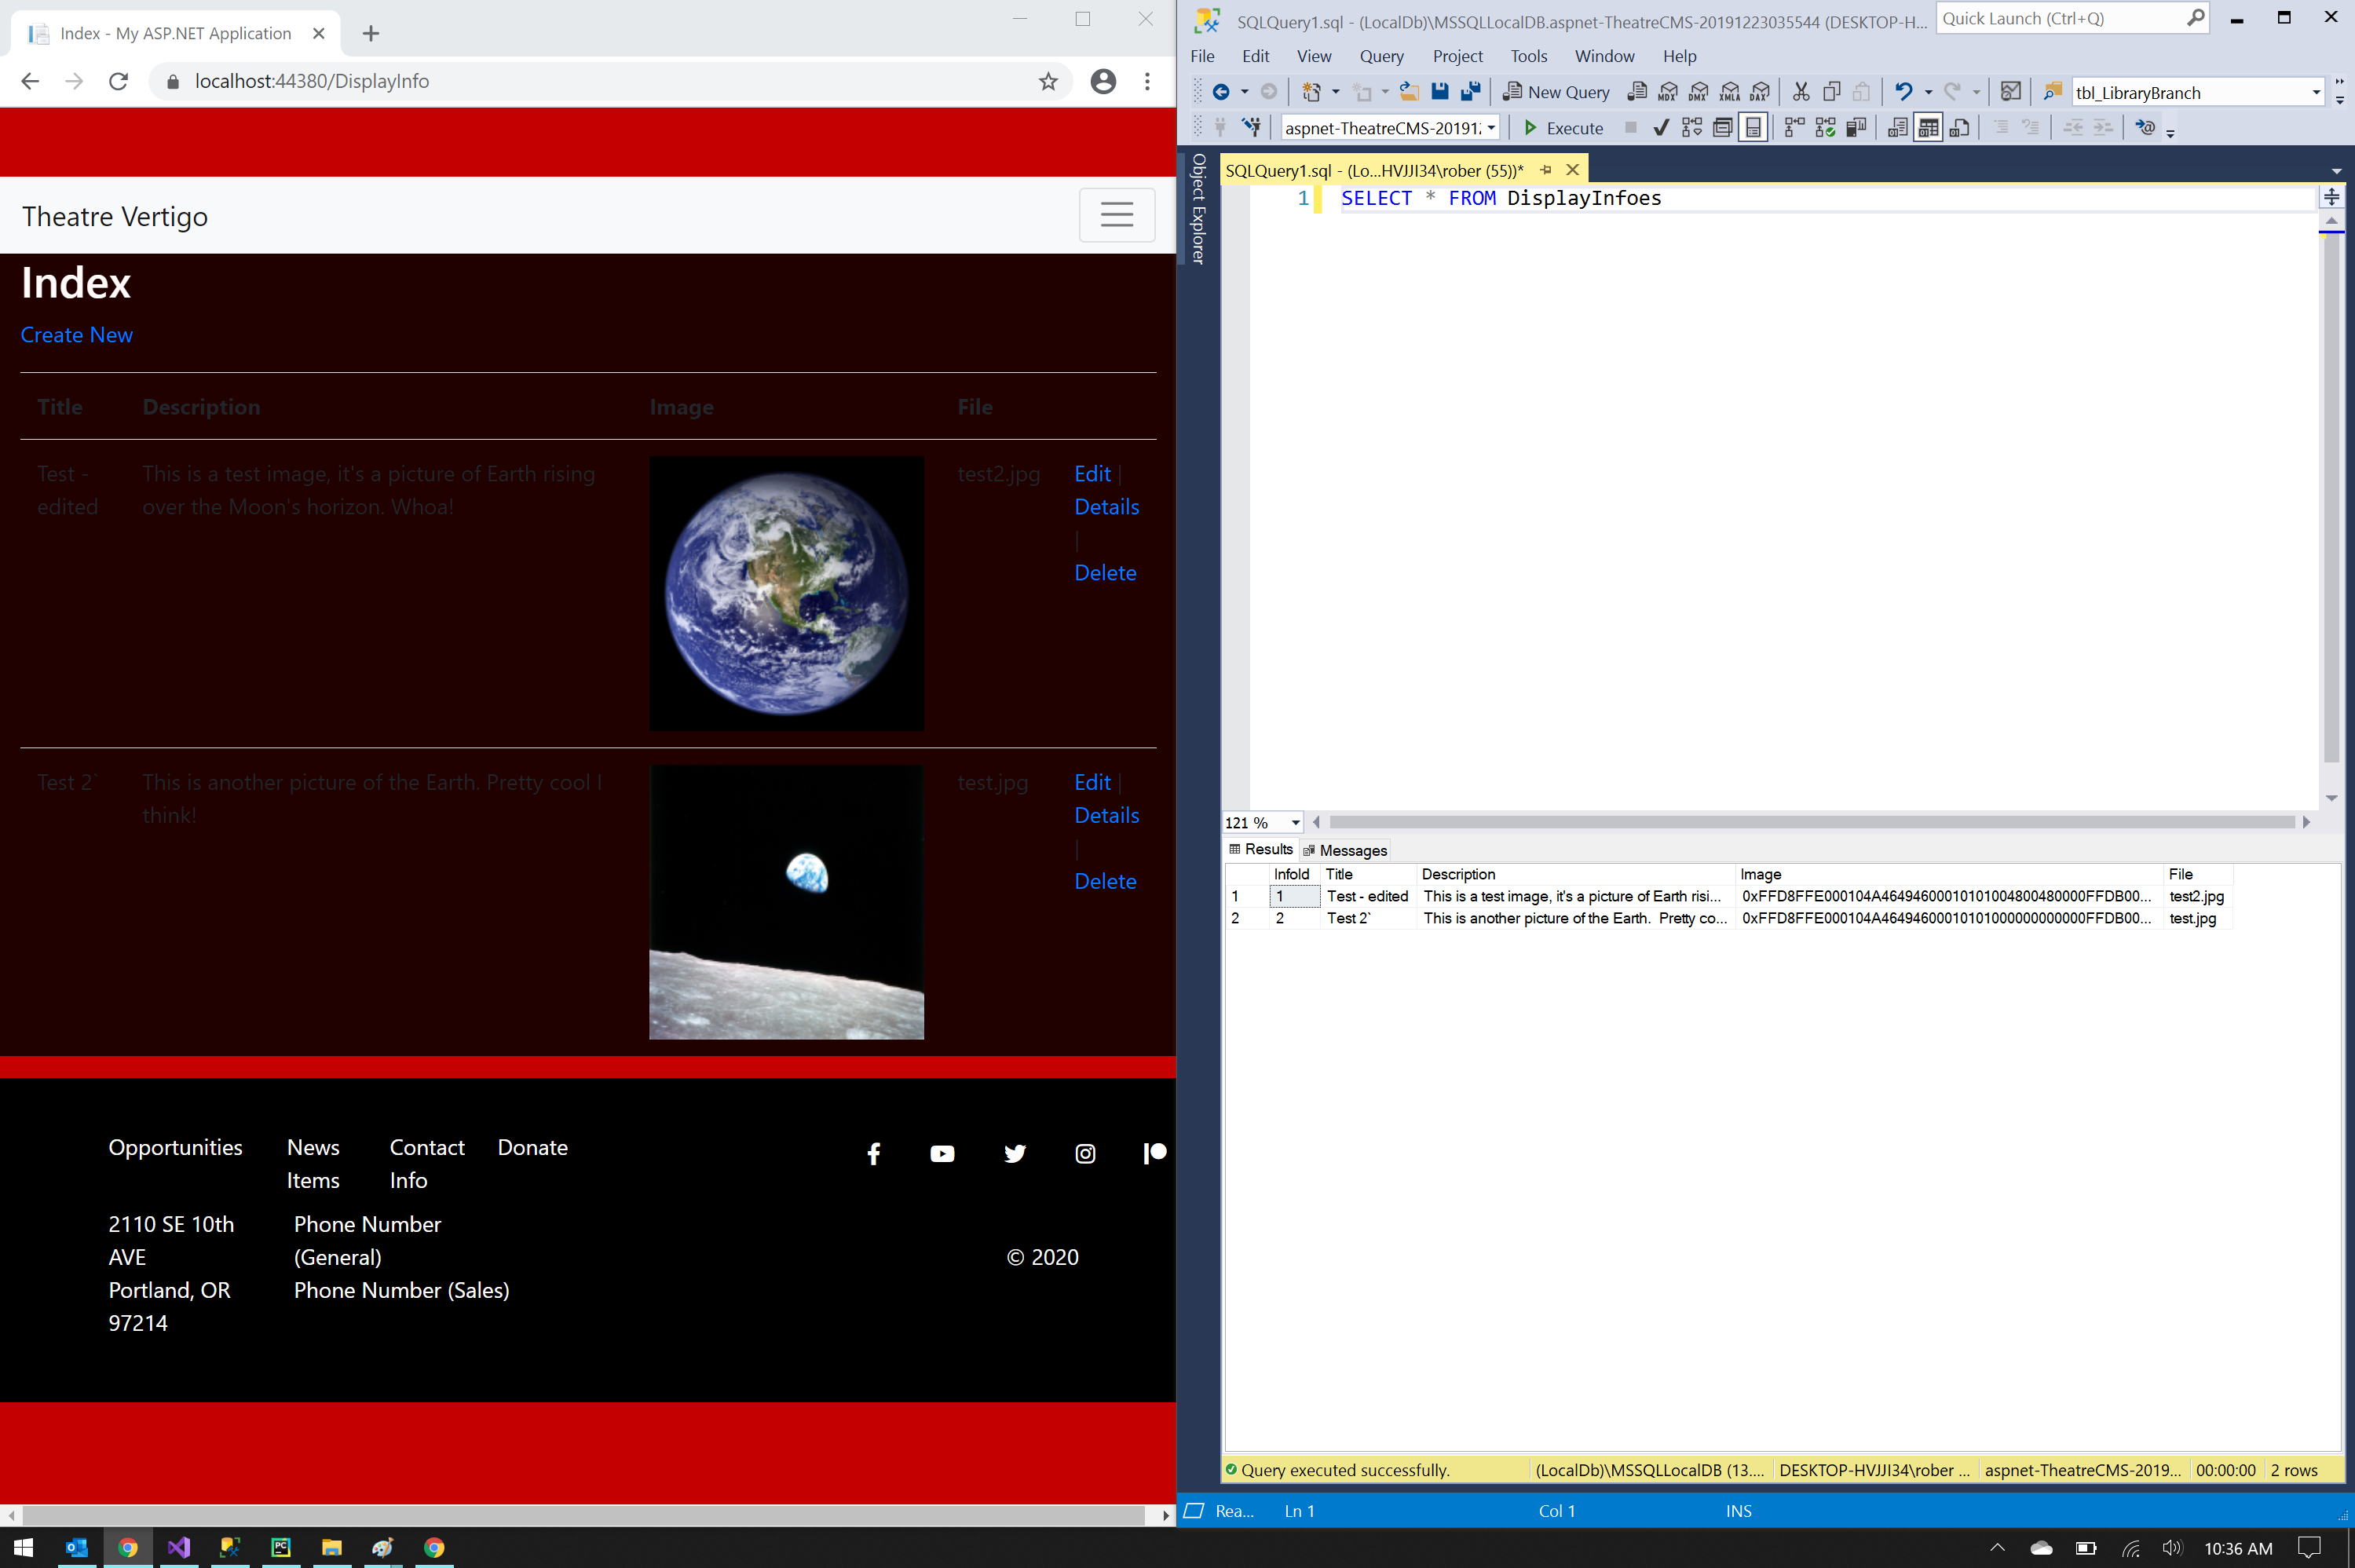 Index - My ASP.NET Application
localhost:44380/DisplayInfo
Theatre Vertigo
Index
Create New
Title Description Image File
Test - edited
This is a test image, it's a picture of Earth rising
over the Moon's horizon. Whoa!
test2.jpg
Edit |
Details
|
Delete
Test 2`
This is another picture of the Earth. Pretty cool I
think!
test.jpg
Edit |
Details
|
Delete
Opportunities
News
Items
Contact
Info
Donate
2110 SE 10th
AVE
Portland, OR
97214
Phone Number
(General)
Phone Number (Sales)
© 2020
SQLQuery1.sql - (LocalDb)\MSSQLLocalDB.aspnet-TheatreCMS-20191223035544 (DESKTOP-H...
Quick Launch (Ctrl+Q)
File Edit View Query Project Tools Window Help
New Query
MDX DMX XMLA DAX
tbl_LibraryBranch
aspnet-TheatreCMS-20191
Execute
Object Explorer
SQLQuery1.sql - (Lo...HVJJI34\rober (55))*
1 SELECT * FROM DisplayInfoes
121 %
Results Messages
InfoId Title Description Image File
1 1 Test - edited This is a test image, it's a picture of Earth risi... 0xFFD8FFE000104A46494600010101004800480000FFDB00... test2.jpg
2 2 Test 2` This is another picture of the Earth.  Pretty co... 0xFFD8FFE000104A46494600010101000000000000FFDB00... test.jpg
Query executed successfully.
(LocalDb)\MSSQLLocalDB (13.... DESKTOP-HVJJI34\rober ... aspnet-TheatreCMS-2019... 00:00:00 2 rows
Rea... Ln 1 Col 1 INS
PC
10:36 AM